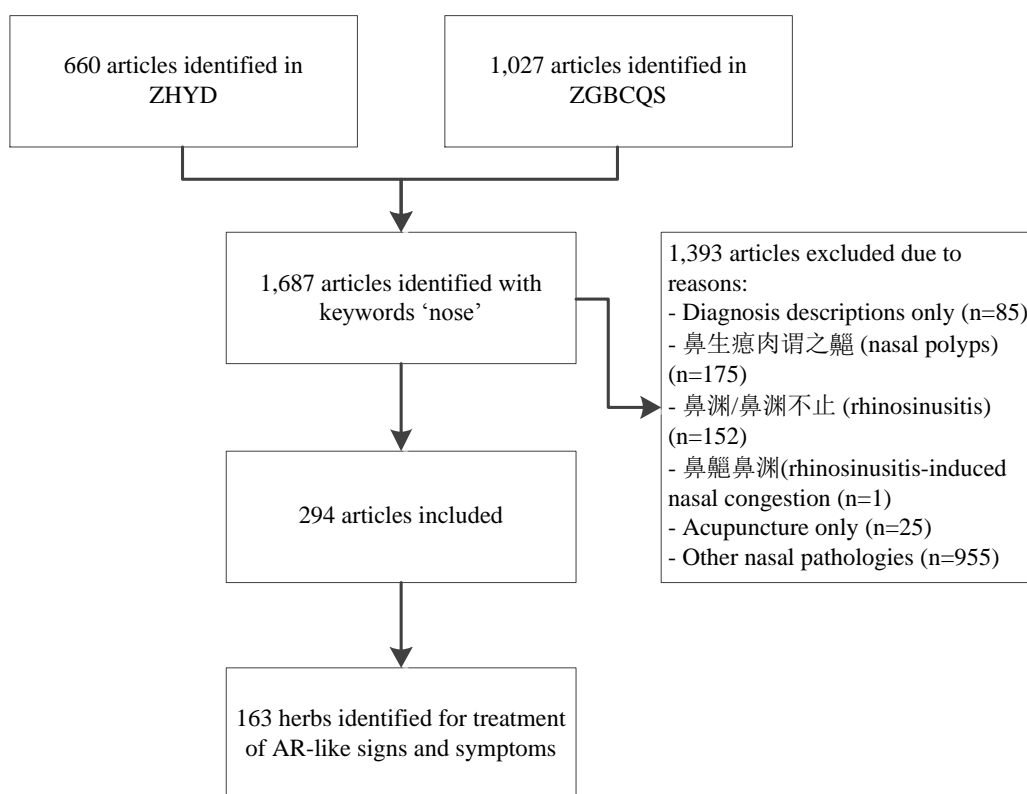 660 articles identified in
ZHYD
1,027 articles identified in
ZGBCQS
1,687 articles identified with
keywords ‘nose’
1,393 articles excluded due to
reasons:
- Diagnosis descriptions only (n=85)
- 鼻生瘜肉谓之齆 (nasal polyps)
(n=175)
- 鼻渊/鼻渊不止 (rhinosinusitis)
(n=152)
- 鼻齆鼻渊(rhinosinusitis-induced
nasal congestion (n=1)
- Acupuncture only (n=25)
- Other nasal pathologies (n=955)
294 articles included
163 herbs identified for treatment
of AR-like signs and symptoms